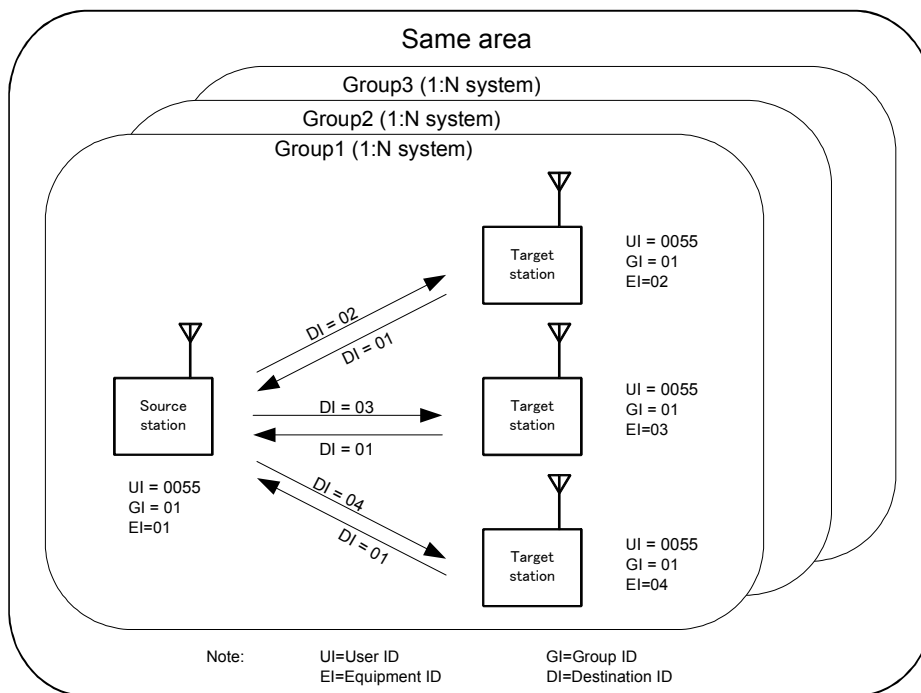 Same area
Group3 (1:N system)
Group2 (1:N system)
Group1 (1:N system)
Target
station
UI = 0055
GI = 01
EI=02
DI = 02
DI = 01
Source
station
UI = 0055
GI = 01
EI=01
DI = 03
DI = 01
Target
station
UI = 0055
GI = 01
EI=03
DI = 04
DI = 01
Target
station
UI = 0055
GI = 01
EI=04
Note: UI=User ID GI=Group ID
EI=Equipment ID DI=Destination ID